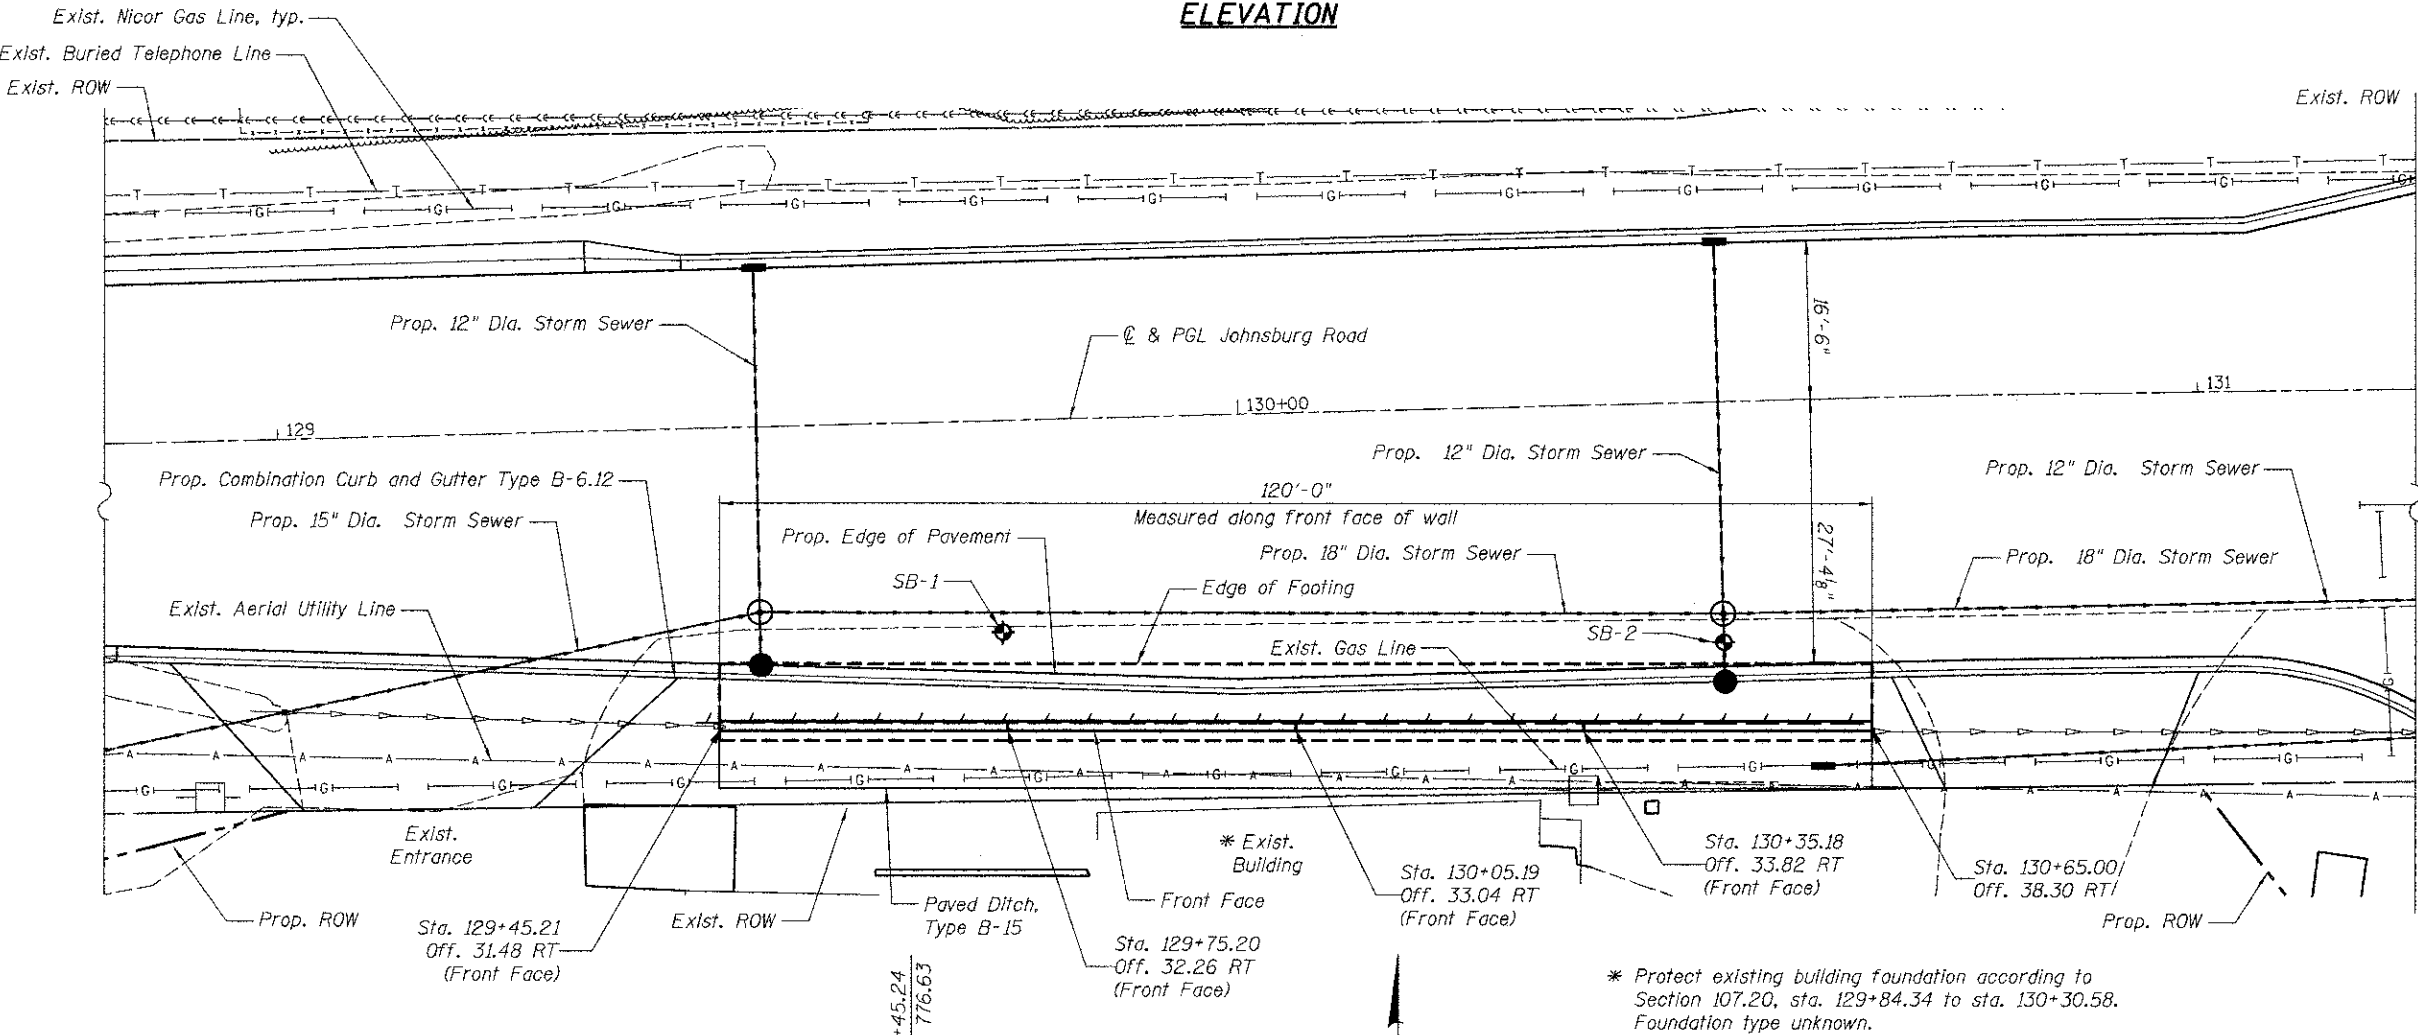 ELEVATION
Exist. Nicor Gas Line, typ.
Exist. Buried Telephone Line
Exist. ROW
Exist. ROW
Prop. 12" Dia. Storm Sewer
℄ & PGL Johnsburg Road
16'-6"
129
130+00
131
Prop. 12" Dia. Storm Sewer
Prop. 12" Dia. Storm Sewer
Prop. Combination Curb and Gutter Type B-6.12
120'-0"
Measured along front face of wall
Prop. 15" Dia. Storm Sewer
Prop. Edge of Pavement
Prop. 18" Dia. Storm Sewer
27'-4⅛"
Prop. 18" Dia. Storm Sewer
SB-1
Edge of Footing
Exist. Aerial Utility Line
SB-2
Exist. Gas Line
Exist.
Entrance
* Exist.
Building
Sta. 130+35.18
Off. 33.82 RT
(Front Face)
Sta. 130+05.19
Off. 33.04 RT
(Front Face)
Sta. 130+65.00
Off. 38.30 RT
Prop. ROW
Sta. 129+45.21
Off. 31.48 RT
(Front Face)
Exist. ROW
Paved Ditch,
Type B-15
Front Face
Prop. ROW
Sta. 129+75.20
Off. 32.26 RT
(Front Face)
+45.24
776.63
* Protect existing building foundation according to
Section 107.20, sta. 129+84.34 to sta. 130+30.58.
Foundation type unknown.